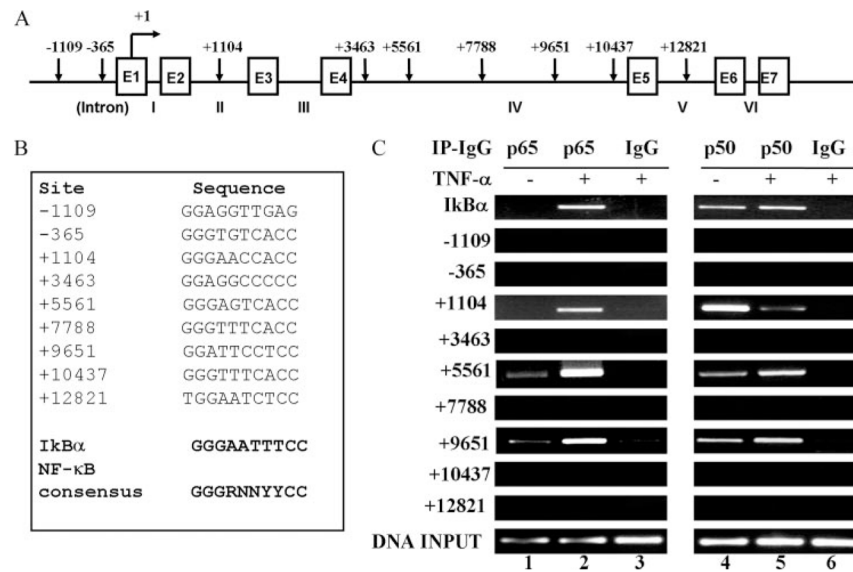 A
+1
-1109 -365 +1104 +3463 +5561 +7788 +9651 +10437 +12821
E1 E2 E3 E4 E5 E6 E7
(Intron) I II III IV V VI
B
Site Sequence
-1109 GGAGGTTGAG
-365 GGGTGTCACC
+1104 GGGAACCACC
+3463 GGAGGCCCCC
+5561 GGGAGTCACC
+7788 GGGTTTCACC
+9651 GGATTCCTCC
+10437 GGGTTTCACC
+12821 TGGAATCTCC
IkBα GGGAATTTCC
NF-κB
consensus GGGRNNYYCC
C
IP-IgG p65 p65 IgG p50 p50 IgG
TNF-α - + + - + +
IkBα
-1109
-365
+1104
+3463
+5561
+7788
+9651
+10437
+12821
DNA INPUT
1 2 3 4 5 6